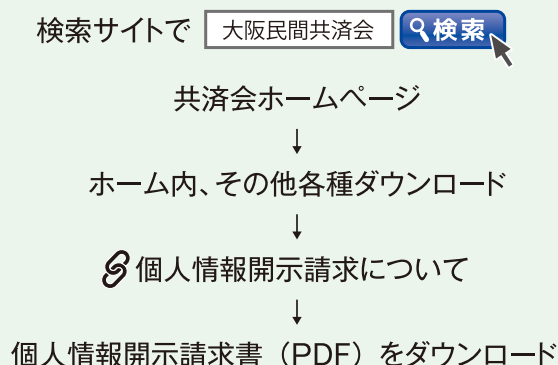 検索サイトで 大阪民間共済会 検索
共済会ホームページ
↓
ホーム内、その他各種ダウンロード
↓
個人情報開示請求について
↓
個人情報開示請求書（PDF）をダウンロード